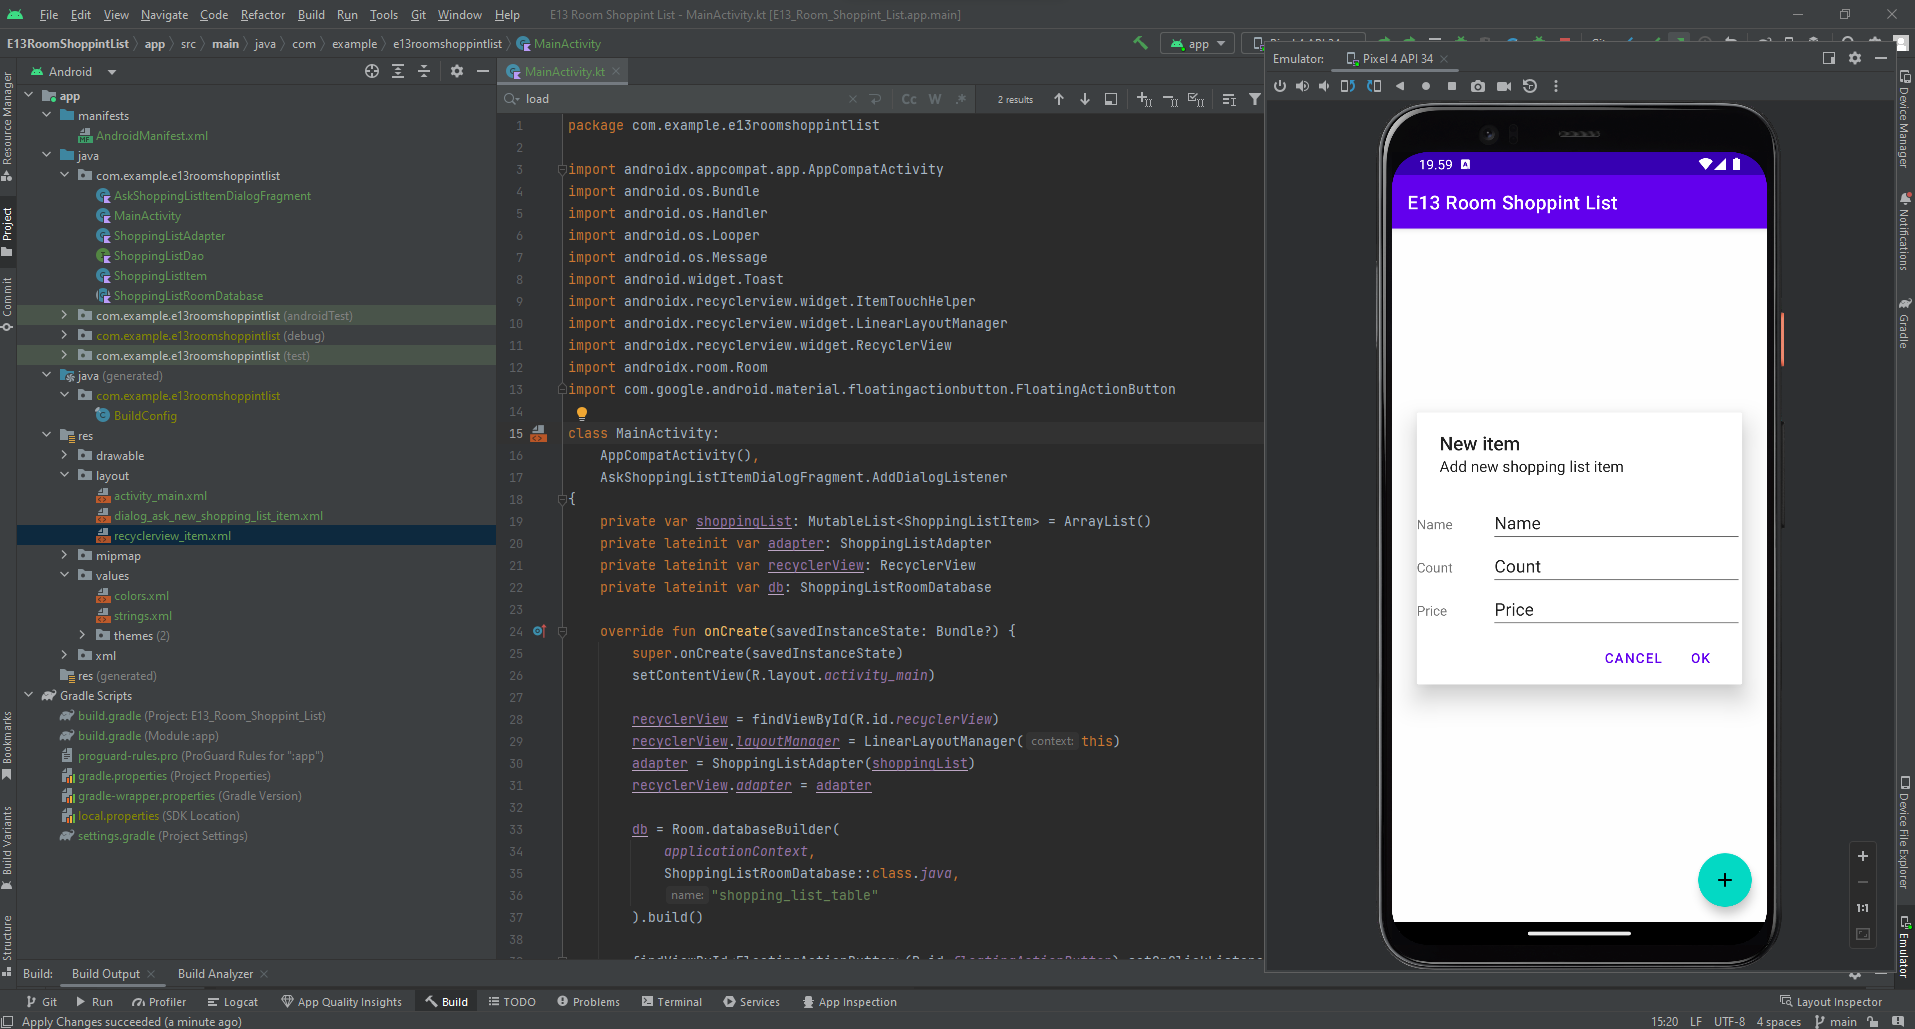 File Edit View Navigate Code Refactor Build Run Tools Git Window Help E13 Room Shoppint List - MainActivity.kt [E13_Room_Shoppint_List.app.main]
E13RoomShoppintList app src main java com example e13roomshoppintlist MainActivity
app
Android
MainActivity.kt
Emulator: Pixel 4 API 34
load
Cc W .*
2 results
app
manifests
AndroidManifest.xml
java
com.example.e13roomshoppintlist
AskShoppingListItemDialogFragment
MainActivity
ShoppingListAdapter
ShoppingListDao
ShoppingListItem
ShoppingListRoomDatabase
com.example.e13roomshoppintlist (androidTest)
com.example.e13roomshoppintlist (debug)
com.example.e13roomshoppintlist (test)
java (generated)
com.example.e13roomshoppintlist
BuildConfig
res
drawable
layout
activity_main.xml
dialog_ask_new_shopping_list_item.xml
recyclerview_item.xml
mipmap
values
colors.xml
strings.xml
themes (2)
xml
res (generated)
Gradle Scripts
build.gradle (Project: E13_Room_Shoppint_List)
build.gradle (Module :app)
proguard-rules.pro (ProGuard Rules for ":app")
gradle.properties (Project Properties)
gradle-wrapper.properties (Gradle Version)
local.properties (SDK Location)
settings.gradle (Project Settings)
Resource Manager
Project
Commit
Bookmarks
Build Variants
Structure
1 package com.example.e13roomshoppintlist
2
3 import androidx.appcompat.app.AppCompatActivity
4 import android.os.Bundle
5 import android.os.Handler
6 import android.os.Looper
7 import android.os.Message
8 import android.widget.Toast
9 import androidx.recyclerview.widget.ItemTouchHelper
10 import androidx.recyclerview.widget.LinearLayoutManager
11 import androidx.recyclerview.widget.RecyclerView
12 import androidx.room.Room
13 import com.google.android.material.floatingactionbutton.FloatingActionButton
14
15 class MainActivity:
16 AppCompatActivity(),
17 AskShoppingListItemDialogFragment.AddDialogListener
18 {
19 private var shoppingList: MutableList<ShoppingListItem> = ArrayList()
20 private lateinit var adapter: ShoppingListAdapter
21 private lateinit var recyclerView: RecyclerView
22 private lateinit var db: ShoppingListRoomDatabase
23
24 override fun onCreate(savedInstanceState: Bundle?) {
25 super.onCreate(savedInstanceState)
26 setContentView(R.layout.activity_main)
27
28 recyclerView = findViewById(R.id.recyclerView)
29 recyclerView.layoutManager = LinearLayoutManager( context: this)
30 adapter = ShoppingListAdapter(shoppingList)
31 recyclerView.adapter = adapter
32
33 db = Room.databaseBuilder(
34 applicationContext,
35 ShoppingListRoomDatabase::class.java,
36 name: "shopping_list_table"
37 ).build()
38
19.59
E13 Room Shoppint List
New item
Add new shopping list item
Name Name
Count Count
Price Price
CANCEL OK
+
1:1
Device Manager
Notifications
Gradle
Device File Explorer
Emulator
Build: Build Output Build Analyzer
Git Run Profiler Logcat App Quality Insights Build TODO Problems Terminal Services App Inspection Layout Inspector
Apply Changes succeeded (a minute ago) 15:20 LF UTF-8 4 spaces main